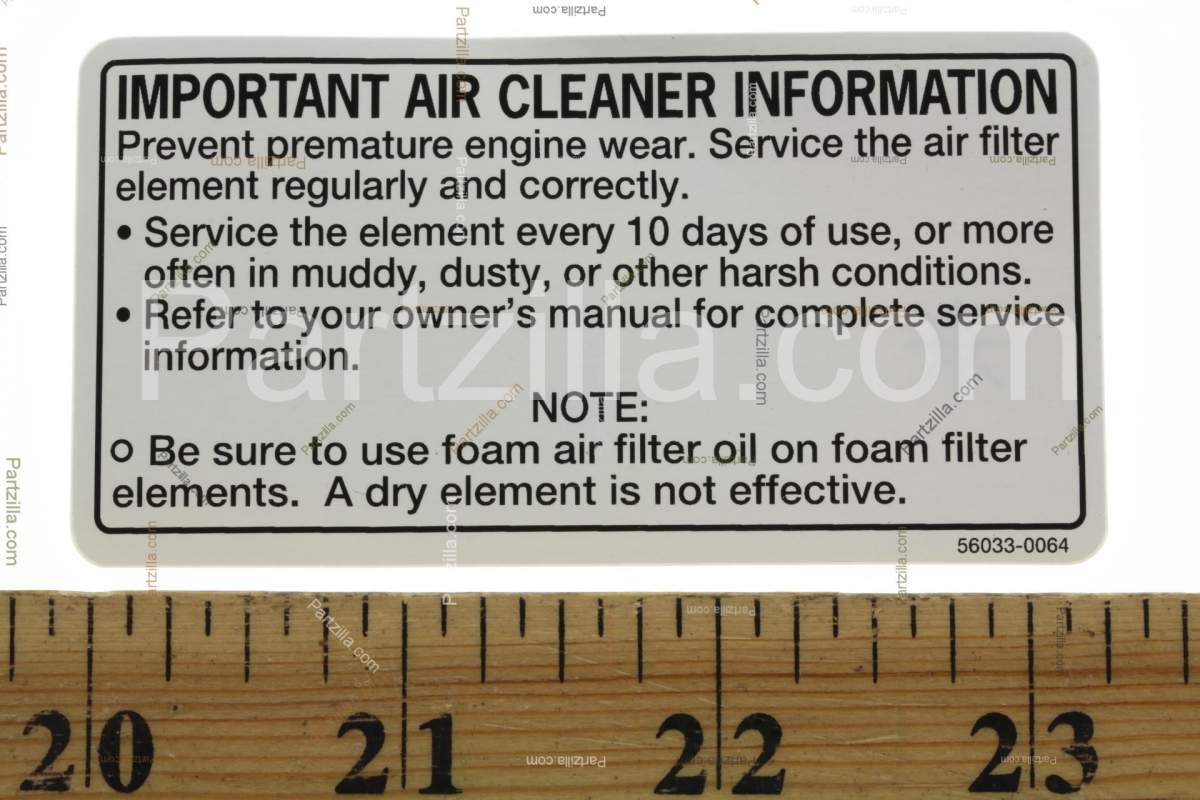 IMPORTANT AIR CLEANER INFORMATION
Prevent premature engine wear. Service the air filter
element regularly and correctly.
• Service the element every 10 days of use, or more
often in muddy, dusty, or other harsh conditions.
• Refer to your owner's manual for complete service
information.
NOTE:
○ Be sure to use foam air filter oil on foam filter
elements. A dry element is not effective.
56033-0064
Partzilla.com
20 21 22 23